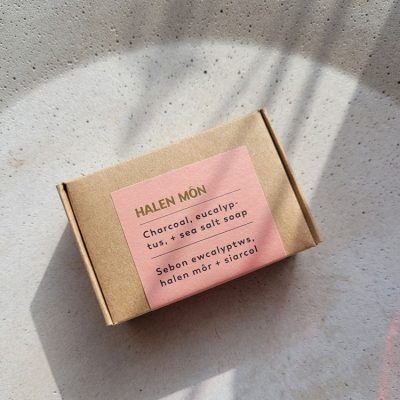 HALEN MÔN
Charcoal, eucalyp-
tus, + sea salt soap
Sebon ewcalyptws,
halen môr + siarcol